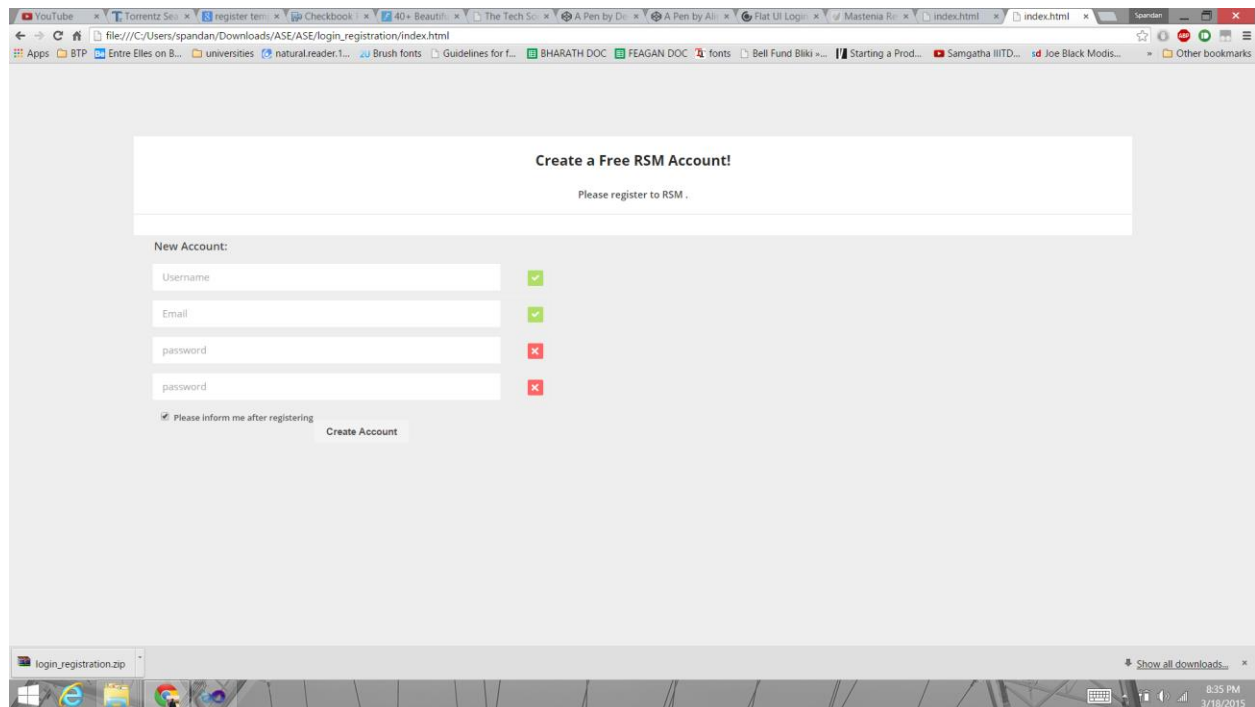 YouTube Torrentz Sea register tem Checkbook 40+ Beautifu The Tech Sc A Pen by De A Pen by Ali Flat UI Login Mastenia Re index.html index.html Spandan
file:///C:/Users/spandan/Downloads/ASE/ASE/login_registration/index.html
Apps BTP Entre Elles on B... universities natural.reader.1... Brush fonts Guidelines for f... BHARATH DOC FEAGAN DOC fonts Bell Fund Bliki »... Starting a Prod... Samgatha IIITD... Joe Black Modis... » Other bookmarks
Create a Free RSM Account!
Please register to RSM .
New Account:
Username
Email
password
password
Please inform me after registering
Create Account
login_registration.zip Show all downloads...
8:35 PM
3/18/2015